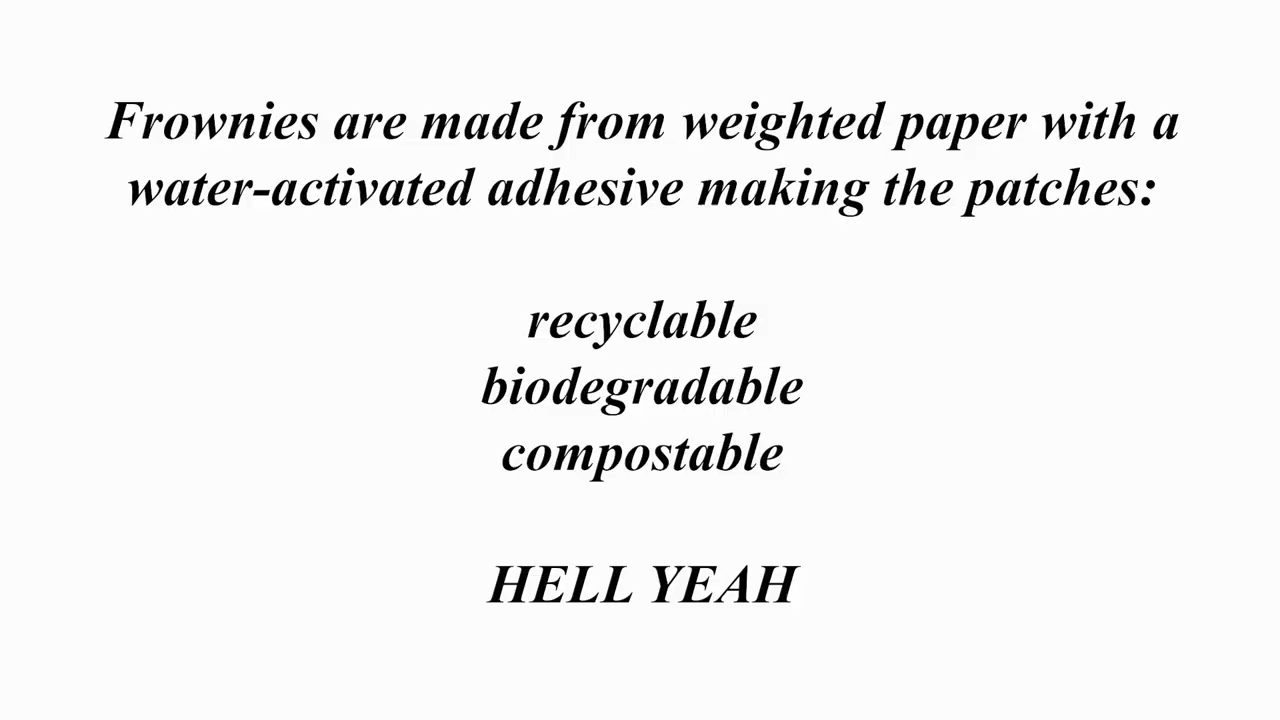 Frownies are made from weighted paper with a
water-activated adhesive making the patches:
recyclable
biodegradable
compostable
HELL YEAH